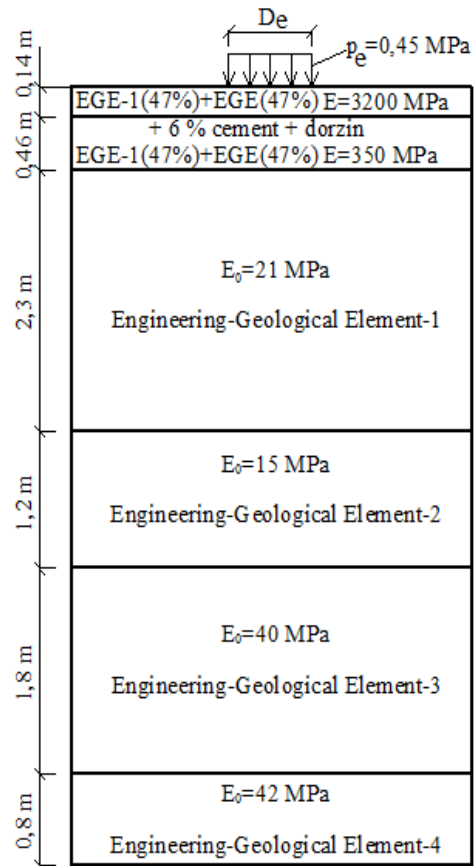 De
pe=0,45 MPa
0,14 m
EGE-1(47%)+EGE(47%) E=3200 MPa
0,46 m
+ 6 % cement + dorzin
EGE-1(47%)+EGE(47%) E=350 MPa
2,3 m
E0=21 MPa
Engineering-Geological Element-1
1,2 m
E0=15 MPa
Engineering-Geological Element-2
1,8 m
E0=40 MPa
Engineering-Geological Element-3
0,8 m
E0=42 MPa
Engineering-Geological Element-4